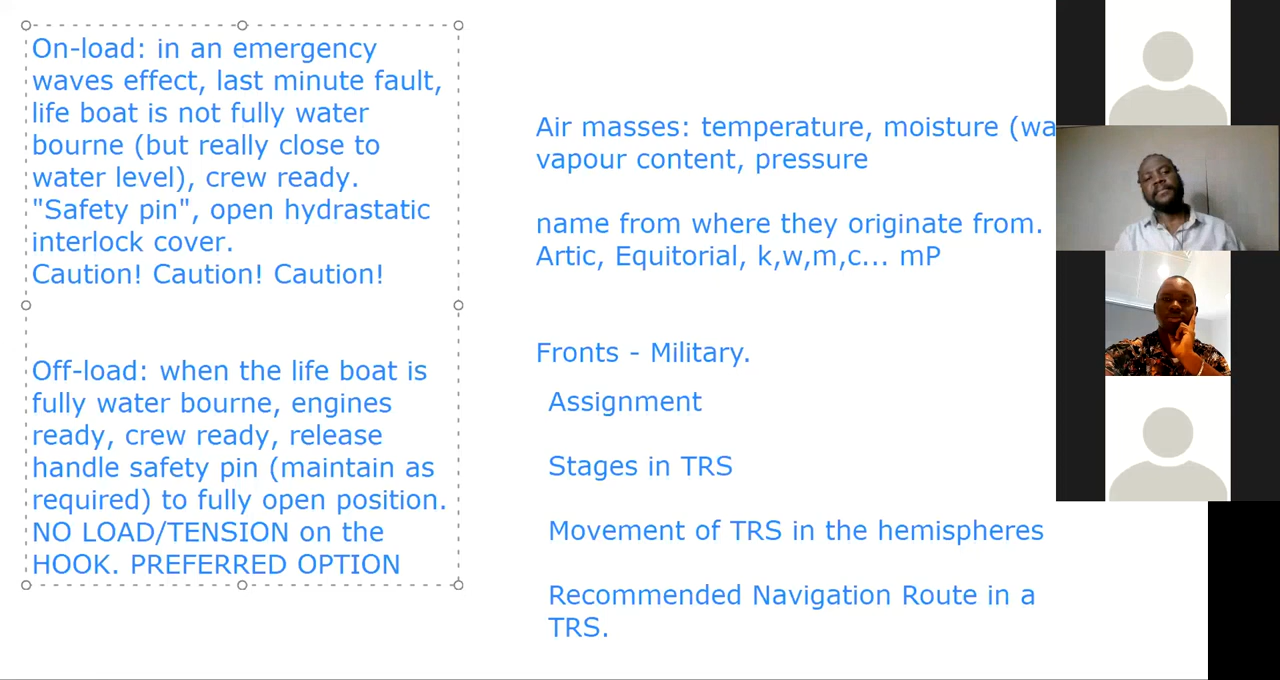 On-load: in an emergency
waves effect, last minute fault,
life boat is not fully water
bourne (but really close to
water level), crew ready.
"Safety pin", open hydrastatic
interlock cover.
Caution! Caution! Caution!
Off-load: when the life boat is
fully water bourne, engines
ready, crew ready, release
handle safety pin (maintain as
required) to fully open position.
NO LOAD/TENSION on the
HOOK. PREFERRED OPTION
Air masses: temperature, moisture (wa
vapour content, pressure
name from where they originate from.
Artic, Equitorial, k,w,m,c... mP
Fronts - Military.
Assignment
Stages in TRS
Movement of TRS in the hemispheres
Recommended Navigation Route in a
TRS.